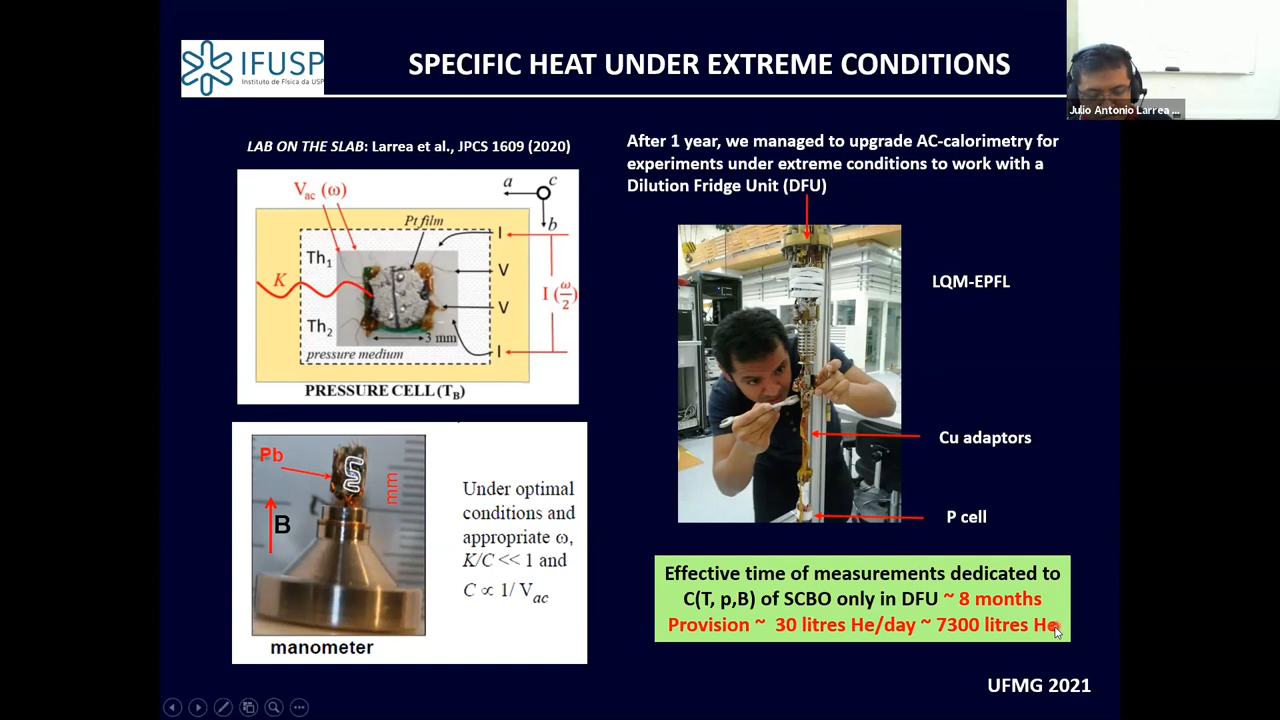 IFUSP
Instituto de Física da USP
SPECIFIC HEAT UNDER EXTREME CONDITIONS
Julio Antonio Larrea ...
LAB ON THE SLAB: Larrea et al., JPCS 1609 (2020)
V_ac (ω)
a
c
b
Pt film
I
Th_1
V
K
I (ω/2)
V
Th_2
3 mm
I
pressure medium
PRESSURE CELL (T_B)
Pb
mm
B
manometer
Under optimal
conditions and
appropriate ω,
K/C << 1 and
C ∝ 1/ V_ac
After 1 year, we managed to upgrade AC-calorimetry for
experiments under extreme conditions to work with a
Dilution Fridge Unit (DFU)
LQM-EPFL
Cu adaptors
P cell
Effective time of measurements dedicated to
C(T, p,B) of SCBO only in DFU ~ 8 months
Provision ~ 30 litres He/day ~ 7300 litres He
UFMG 2021